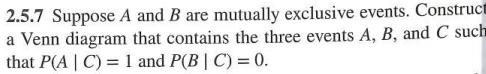 2.5.7 Suppose A and B are mutually exclusive events. Construct
a Venn diagram that contains the three events A, B, and C such
that P(A | C) = 1 and P(B | C) = 0.